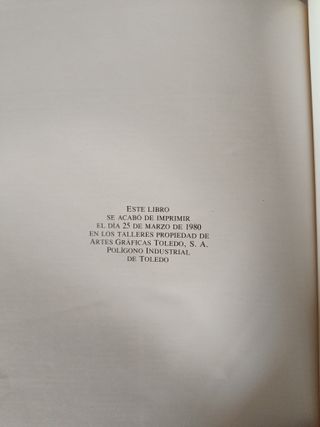 ESTE LIBRO
SE ACABÓ DE IMPRIMIR
EL DÍA 25 DE MARZO DE 1980
EN LOS TALLERES PROPIEDAD DE
ARTES GRÁFICAS TOLEDO, S. A.
POLÍGONO INDUSTRIAL
DE TOLEDO